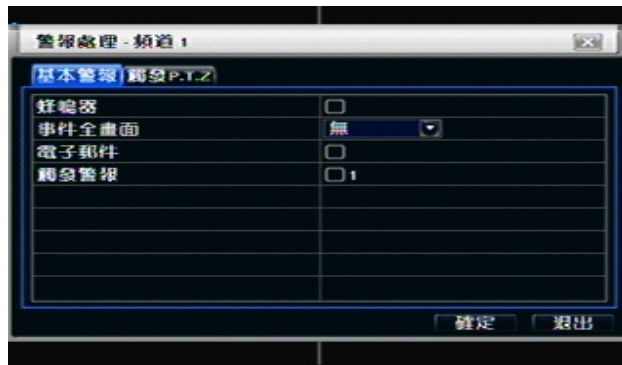 警報處理 - 頻道 1
基本警報 觸發P.T.Z
蜂鳴器
事件全畫面 無
電子郵件
觸發警報 1
確定 退出